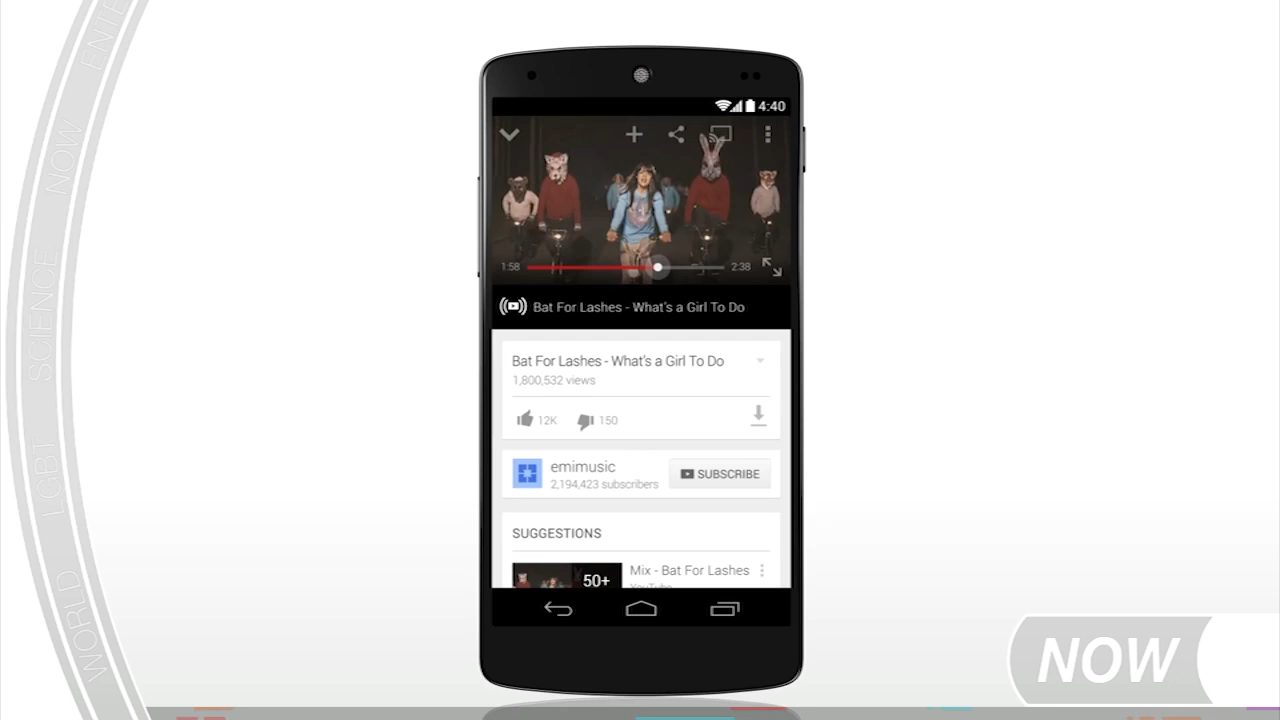 ENTE
NOW
SCIENCE
LGBT
WORLD
4:40
1:58
2:38
Bat For Lashes - What's a Girl To Do
Bat For Lashes - What's a Girl To Do
1,800,532 views
12K
150
emimusic
2,194,423 subscribers
SUBSCRIBE
SUGGESTIONS
50+
Mix - Bat For Lashes
YouTube
NOW